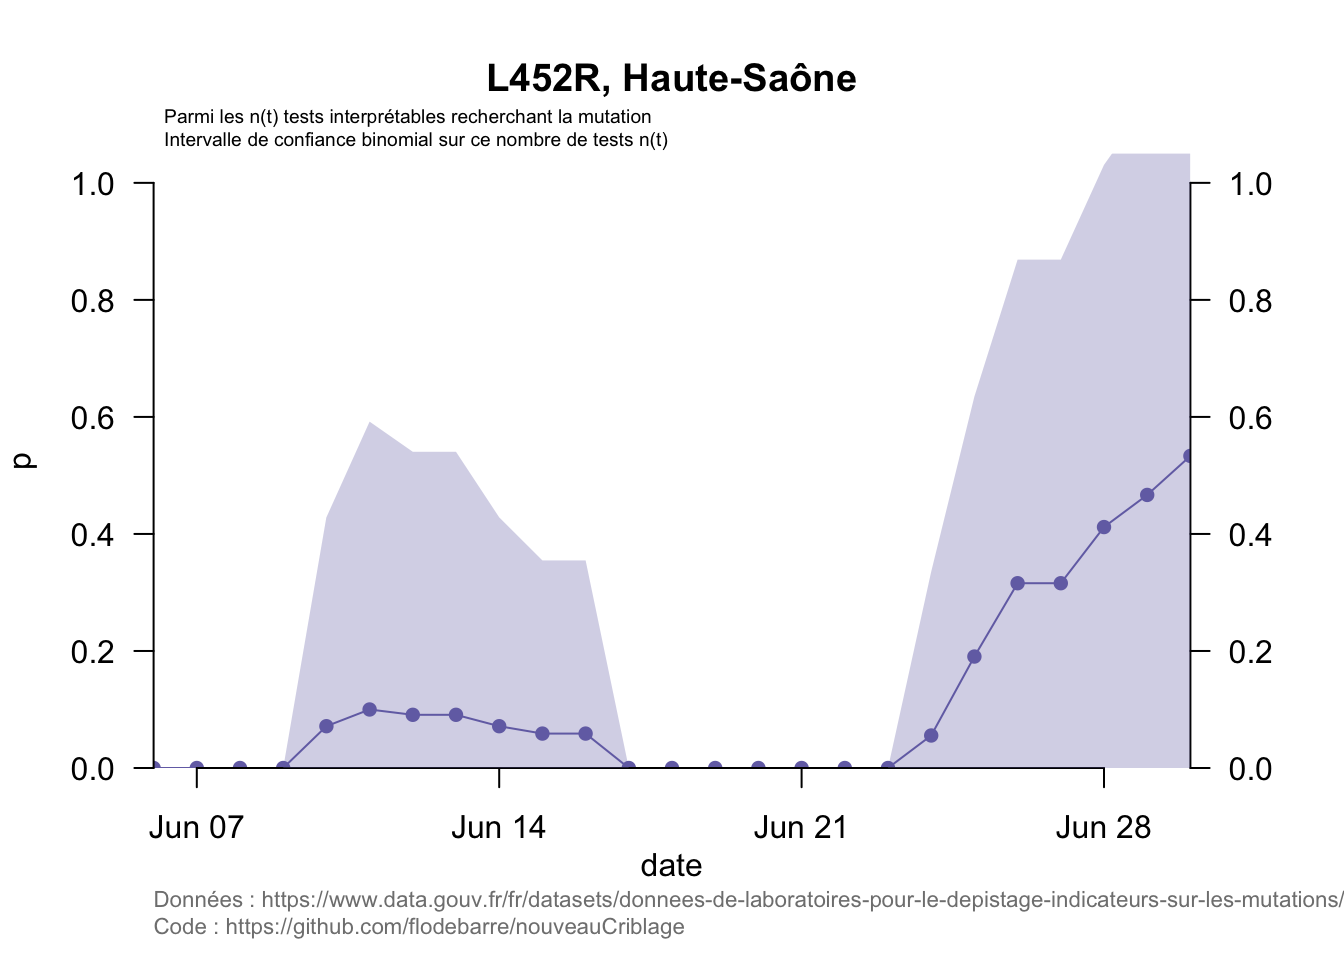 L452R, Haute-Saône
Parmi les n(t) tests interprétables recherchant la mutation
Intervalle de confiance binomial sur ce nombre de tests n(t)
1.0 1.0
0.8 0.8
0.6 0.6
p
0.4 0.4
0.2 0.2
0.0 0.0
Jun 07 Jun 14 Jun 21 Jun 28
date
Données : https://www.data.gouv.fr/fr/datasets/donnees-de-laboratoires-pour-le-depistage-indicateurs-sur-les-mutations/
Code : https://github.com/flodebarre/nouveauCriblage